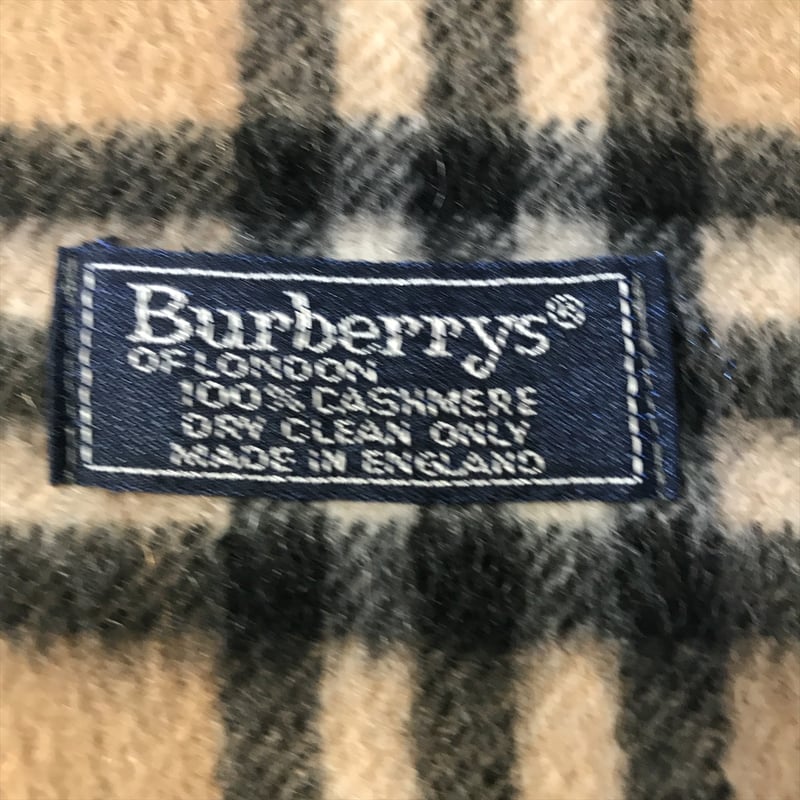 Burberrys®
OF LONDON
100% CASHMERE
DRY CLEAN ONLY
MADE IN ENGLAND